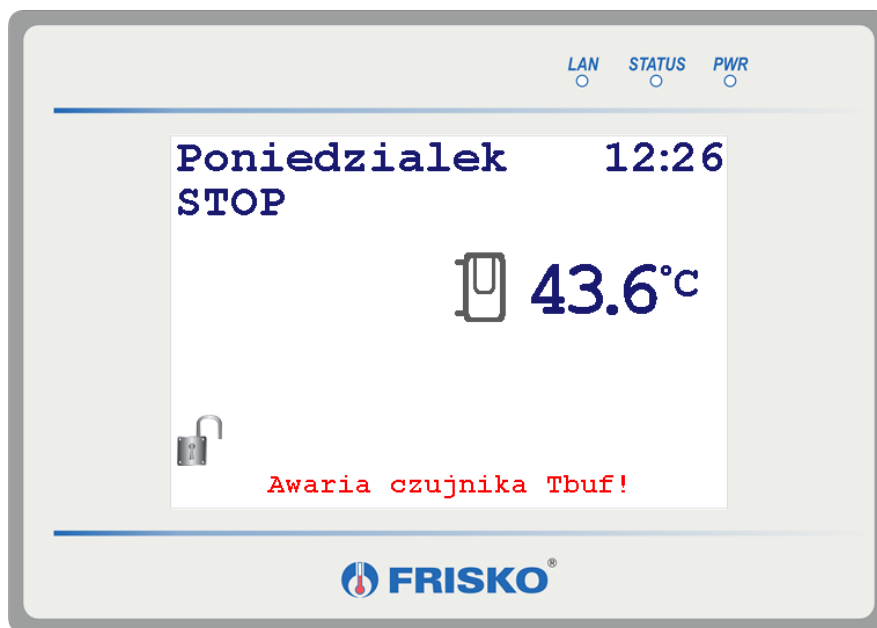 LAN STATUS PWR
Poniedzialek 12:26
STOP
43.6°C
Awaria czujnika Tbuf!
FRISKO®